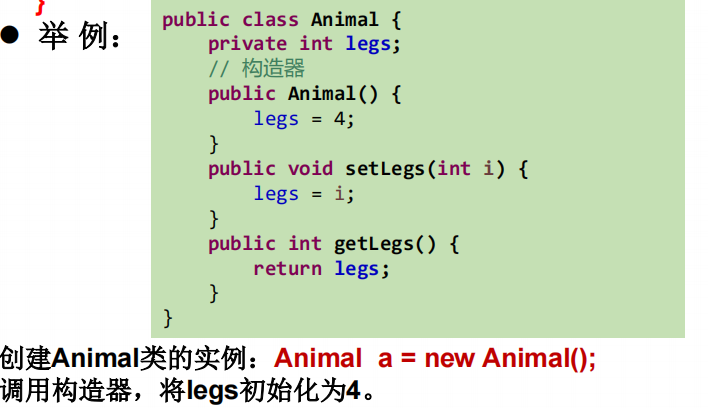 }
● 举 例：
public class Animal {
    private int legs;
    // 构造器
    public Animal() {
        legs = 4;
    }
    public void setLegs(int i) {
        legs = i;
    }
    public int getLegs() {
        return legs;
    }
}
创建Animal类的实例：Animal  a = new Animal();
调用构造器，将legs初始化为4。